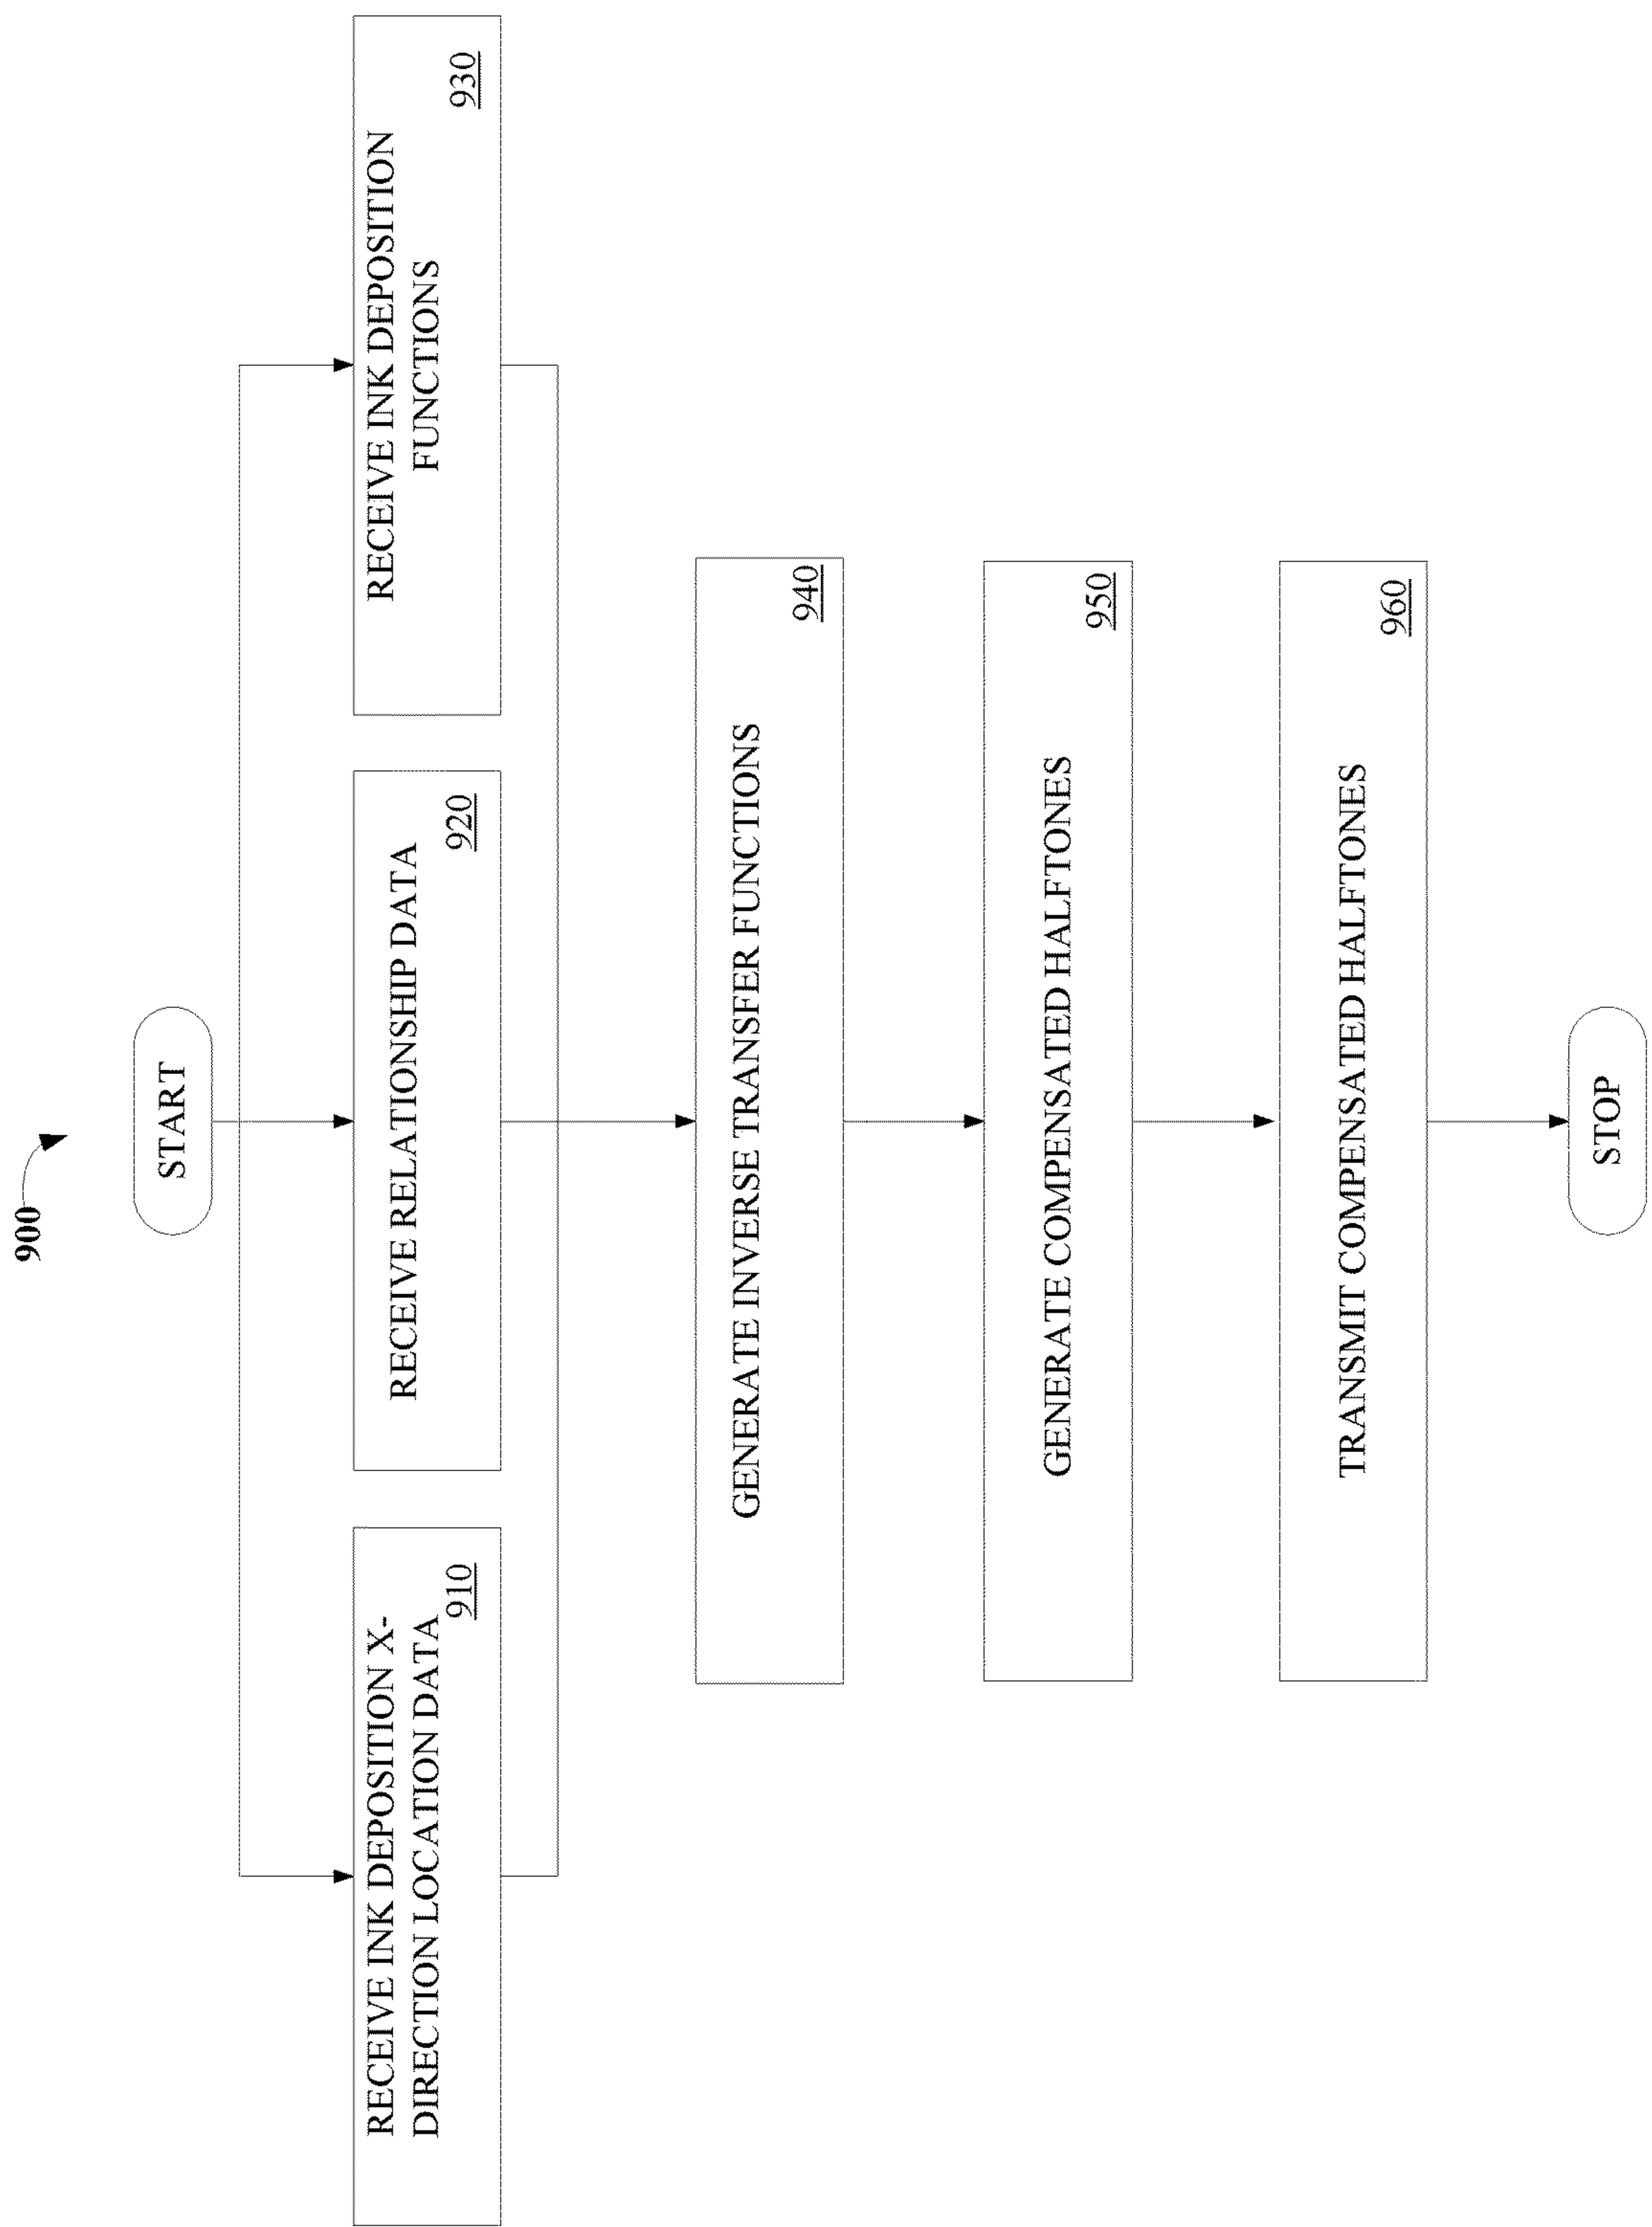 900
START
RECEIVE INK DEPOSITION X-
DIRECTION LOCATION DATA
910
RECEIVE RELATIONSHIP DATA
920
RECEIVE INK DEPOSITION
FUNCTIONS
930
GENERATE INVERSE TRANSFER FUNCTIONS
940
GENERATE COMPENSATED HALFTONES
950
TRANSMIT COMPENSATED HALFTONES
960
STOP